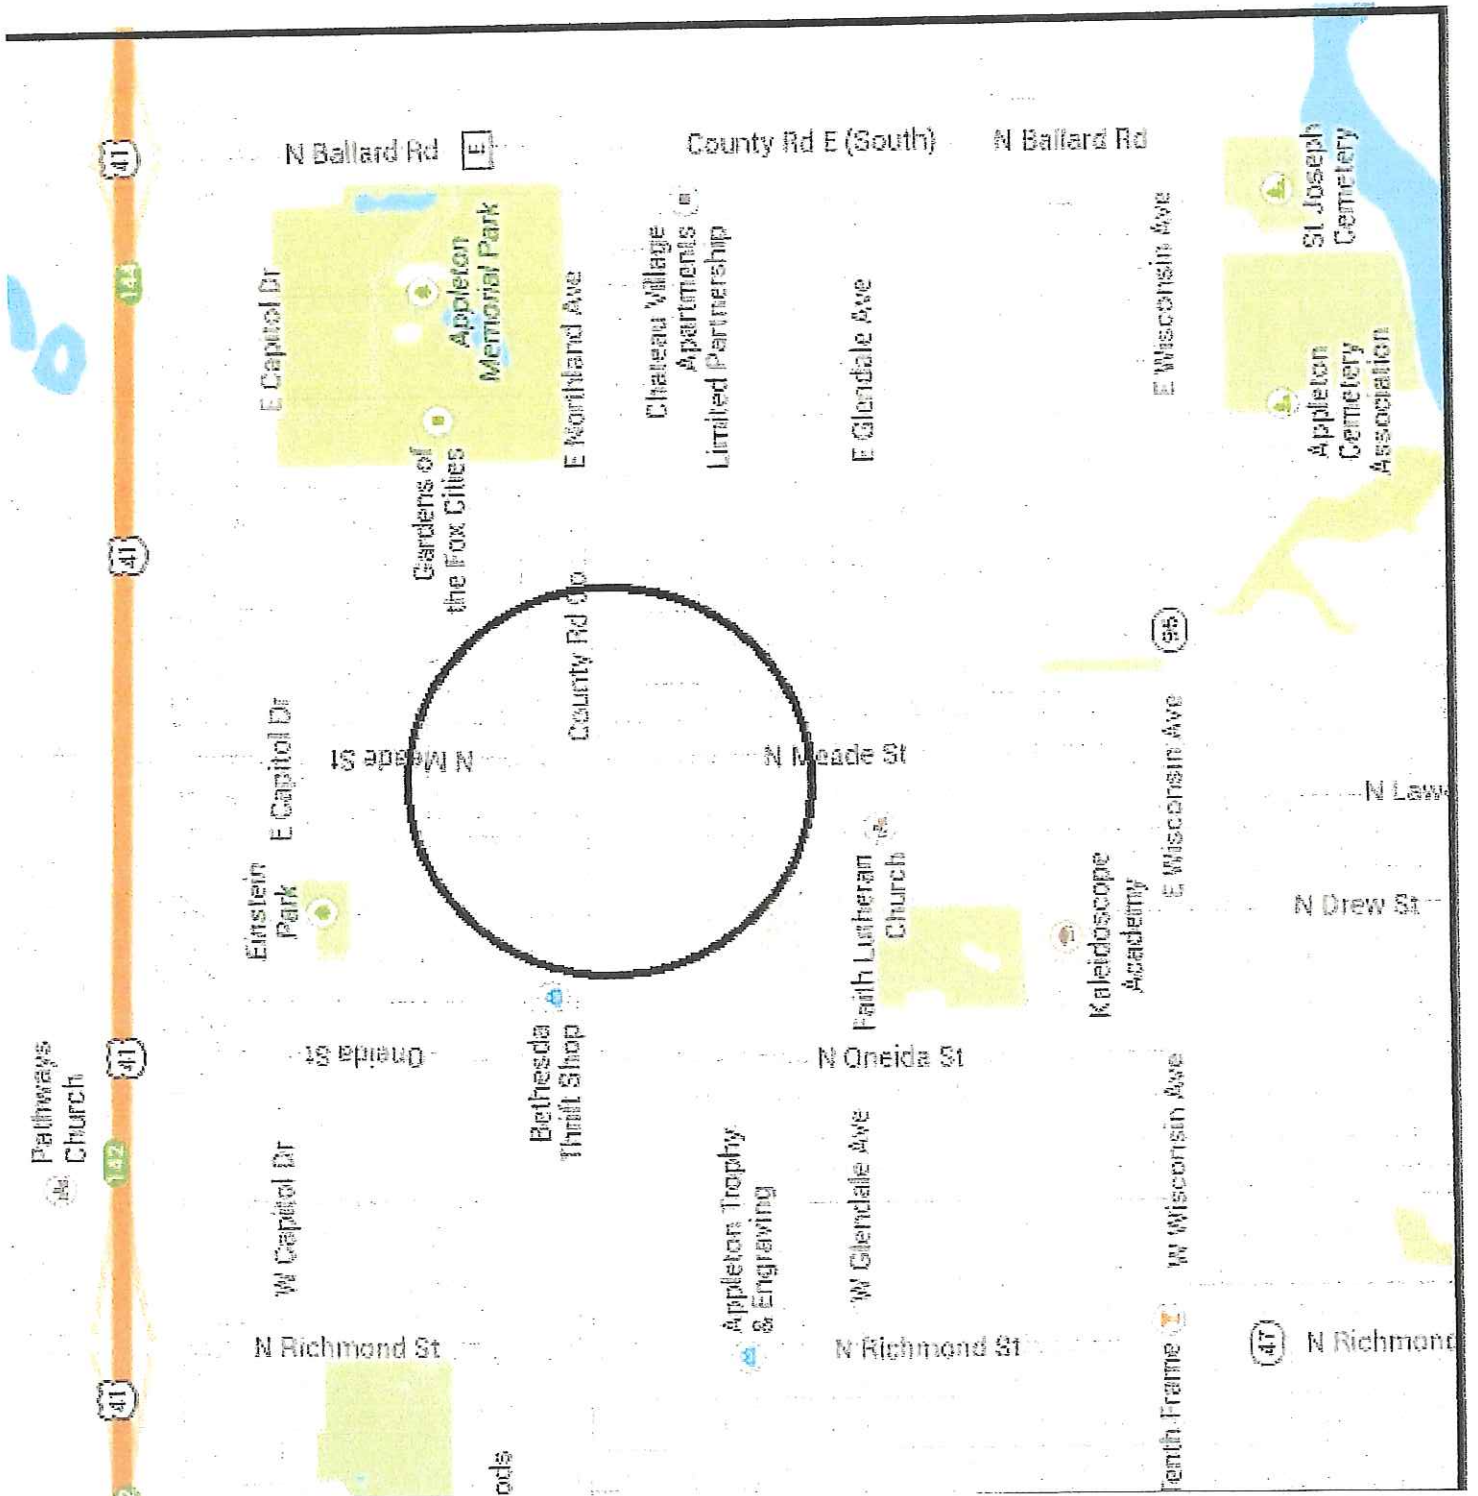 41
N Ballard Rd
E
County Rd E (South)
N Ballard Rd
St Joseph
Cemetery
144
E Capitol Dr
Appleton
Memorial Park
E Northland Ave
Chateau Village
Apartments
Limited Partnership
E Glendale Ave
E Wisconsin Ave
Appleton
Cemetery
Association
41
Gardens of
the Fox Cities
County Rd Oo
96
E Capitol Dr
N Meade St
N Meade St
E Wisconsin Ave
N Law
Einstein
Park
Faith Lutheran
Church
Kaleidoscope
Academy
N Drew St
Pathways
Church
41
Oneida St
Bethesda
Thrift Shop
N Oneida St
142
W Capitol Dr
Appleton Trophy
& Engraving
W Glendale Ave
W Wisconsin Ave
N Richmond St
N Richmond St
47
N Richmond
41
ods
Tenth Frame